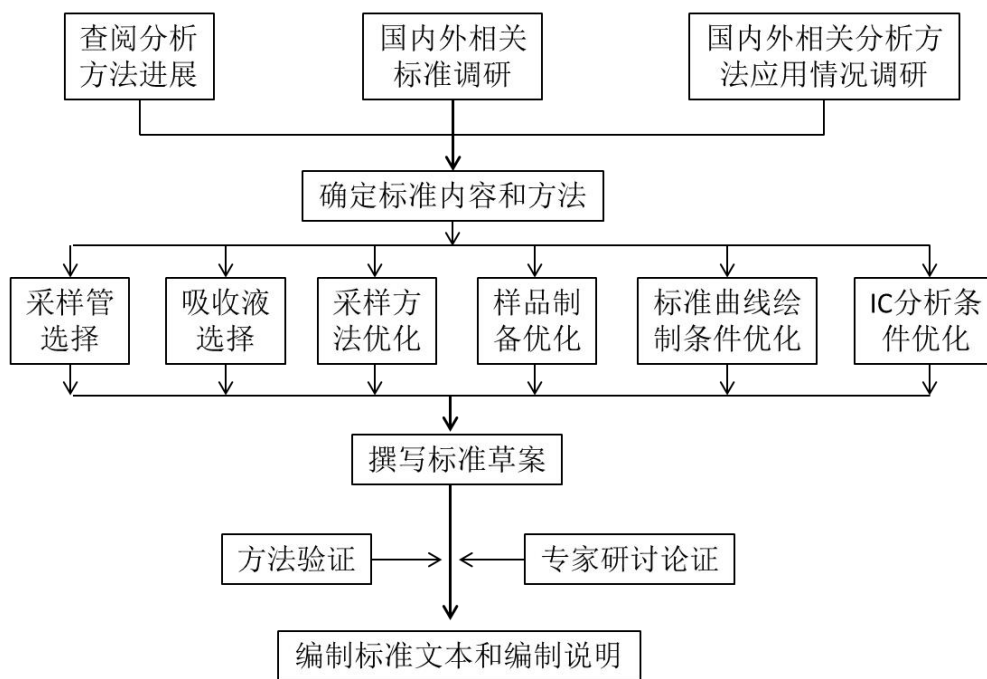 查阅分析
方法进展
国内外相关
标准调研
国内外相关分析方
法应用情况调研
确定标准内容和方法
采样管
选择
吸收液
选择
采样方
法优化
样品制
备优化
标准曲线绘
制条件优化
IC分析条
件优化
撰写标准草案
方法验证
专家研讨论证
编制标准文本和编制说明